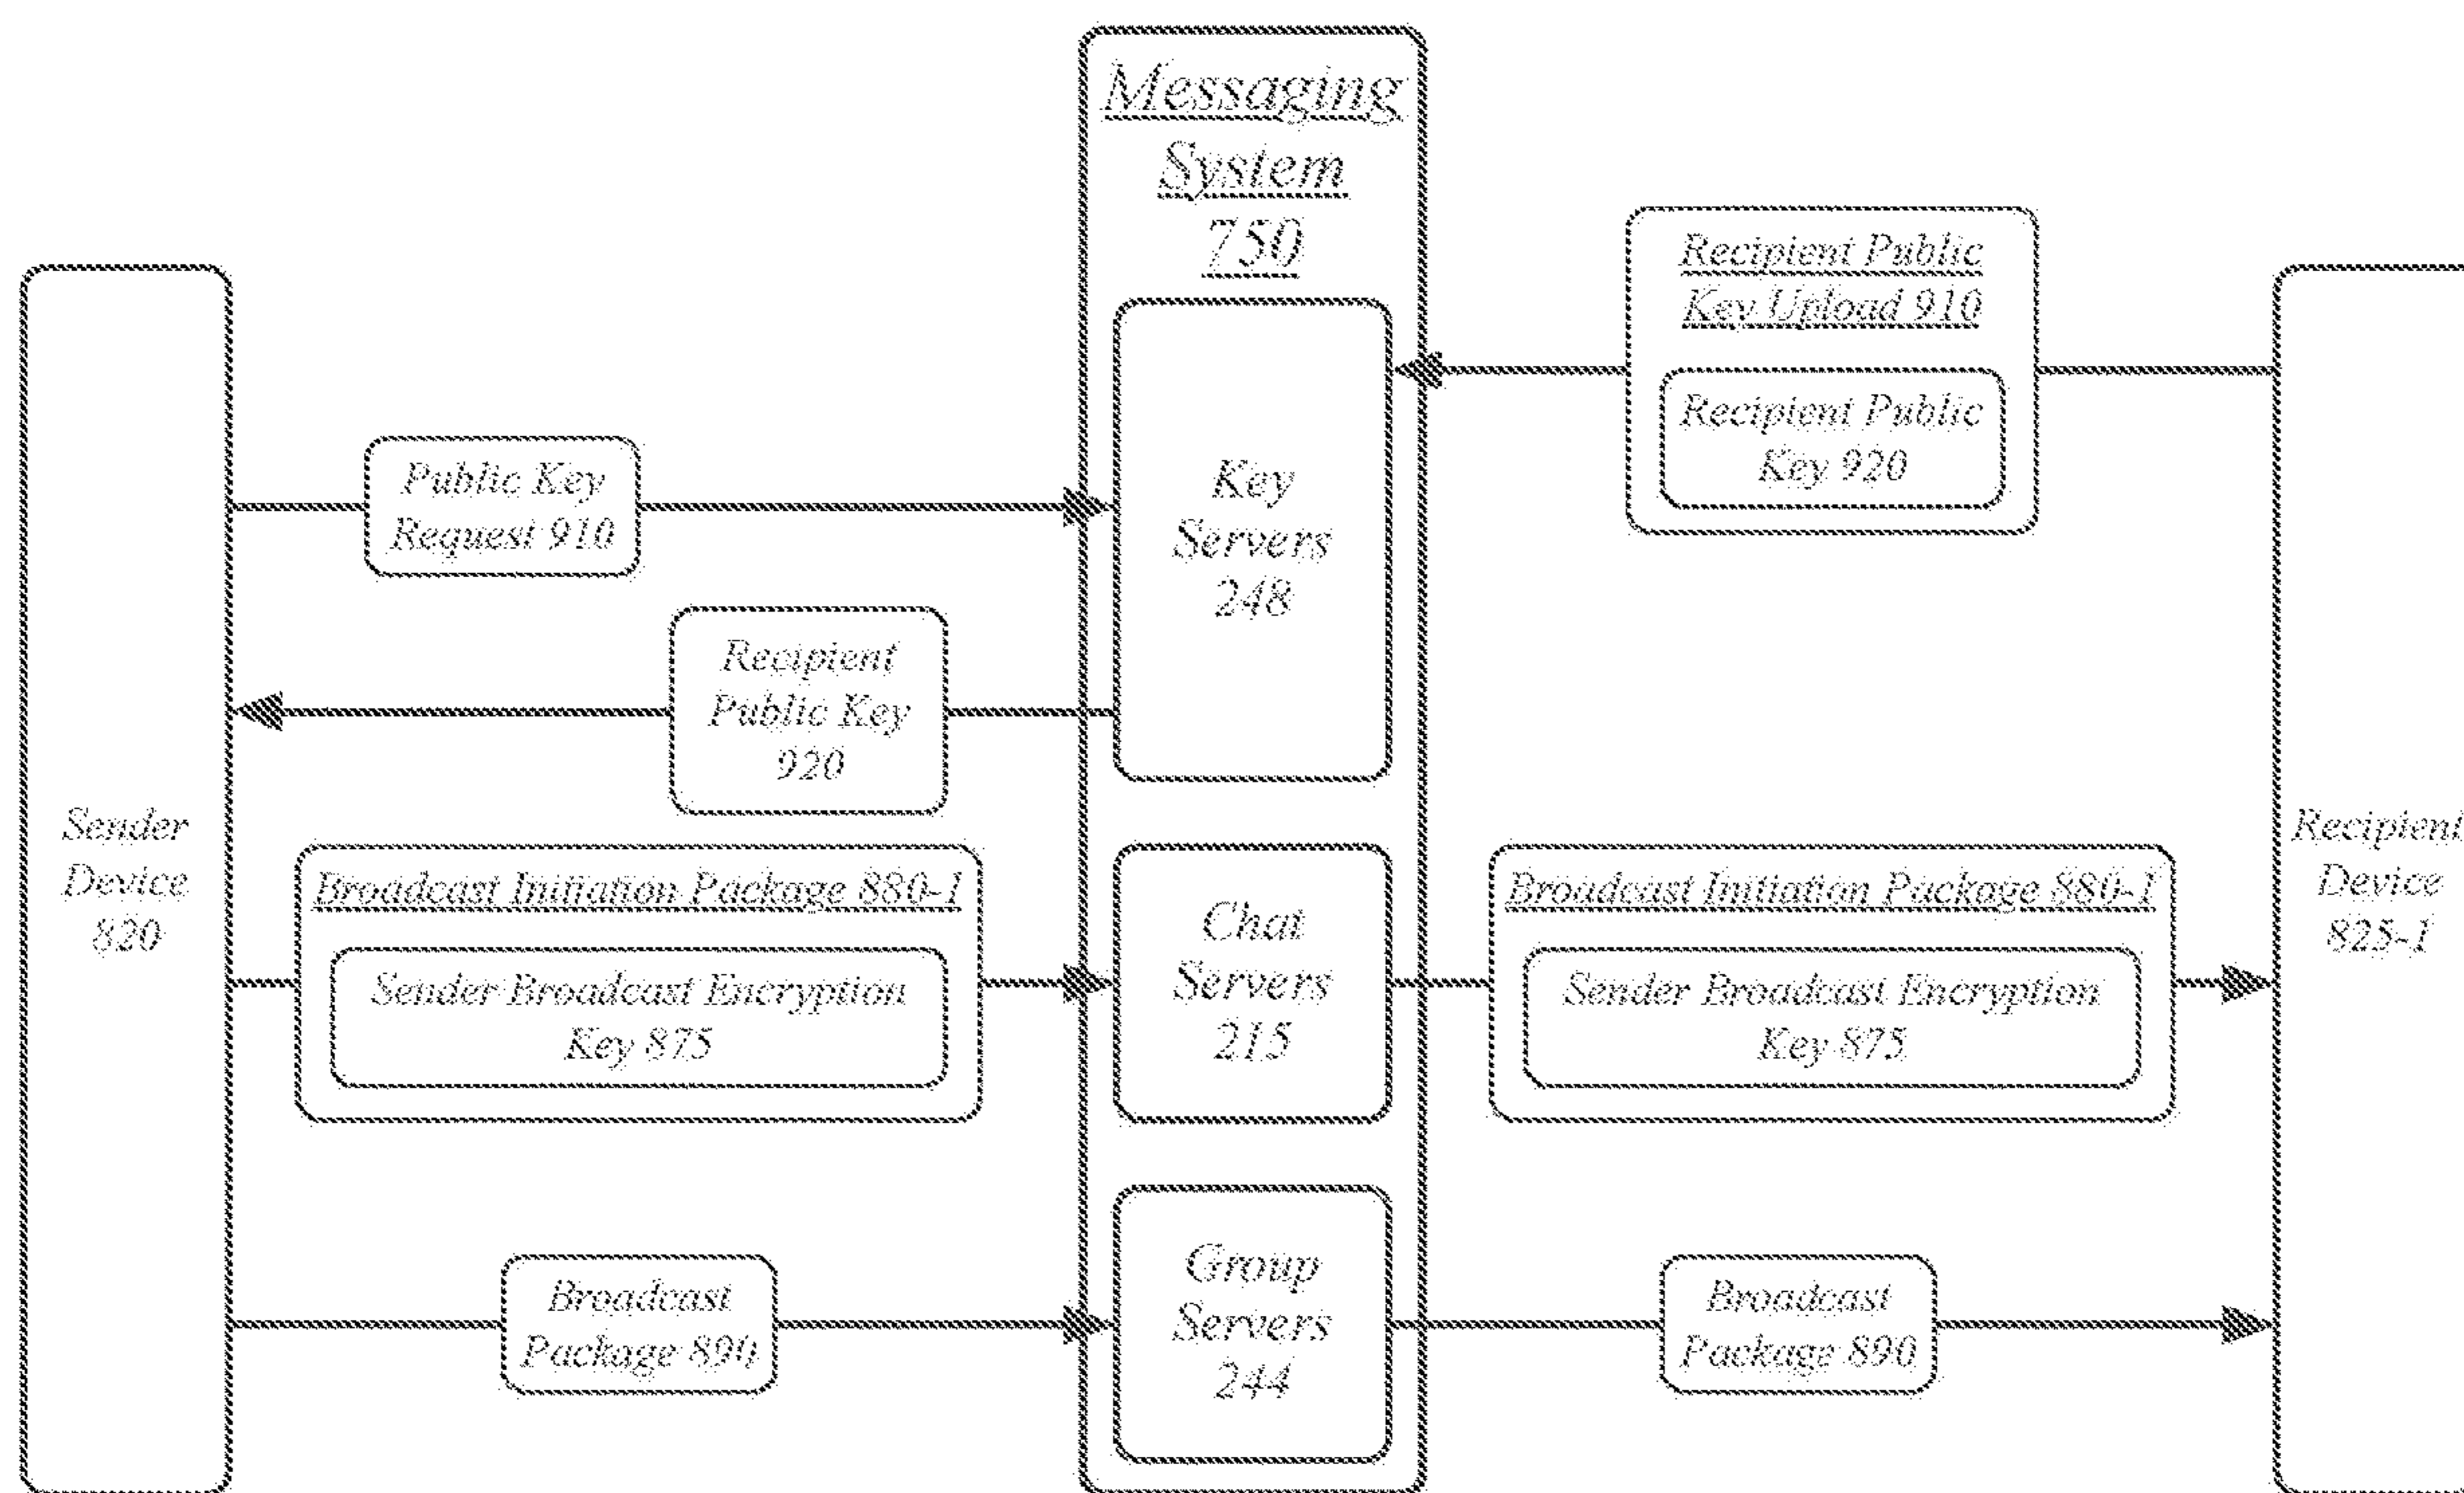 Messaging
System
750
Recipient Public
Key Upload 910
Recipient Public
Key 920
Public Key
Request 910
Key
Servers
248
Recipient
Public Key
920
Sender
Device
820
Broadcast Initiation Package 880-1
Sender Broadcast Encryption
Key 875
Chat
Servers
215
Broadcast Initiation Package 880-1
Sender Broadcast Encryption
Key 875
Recipient
Device
825-1
Broadcast
Package 890
Group
Servers
244
Broadcast
Package 890